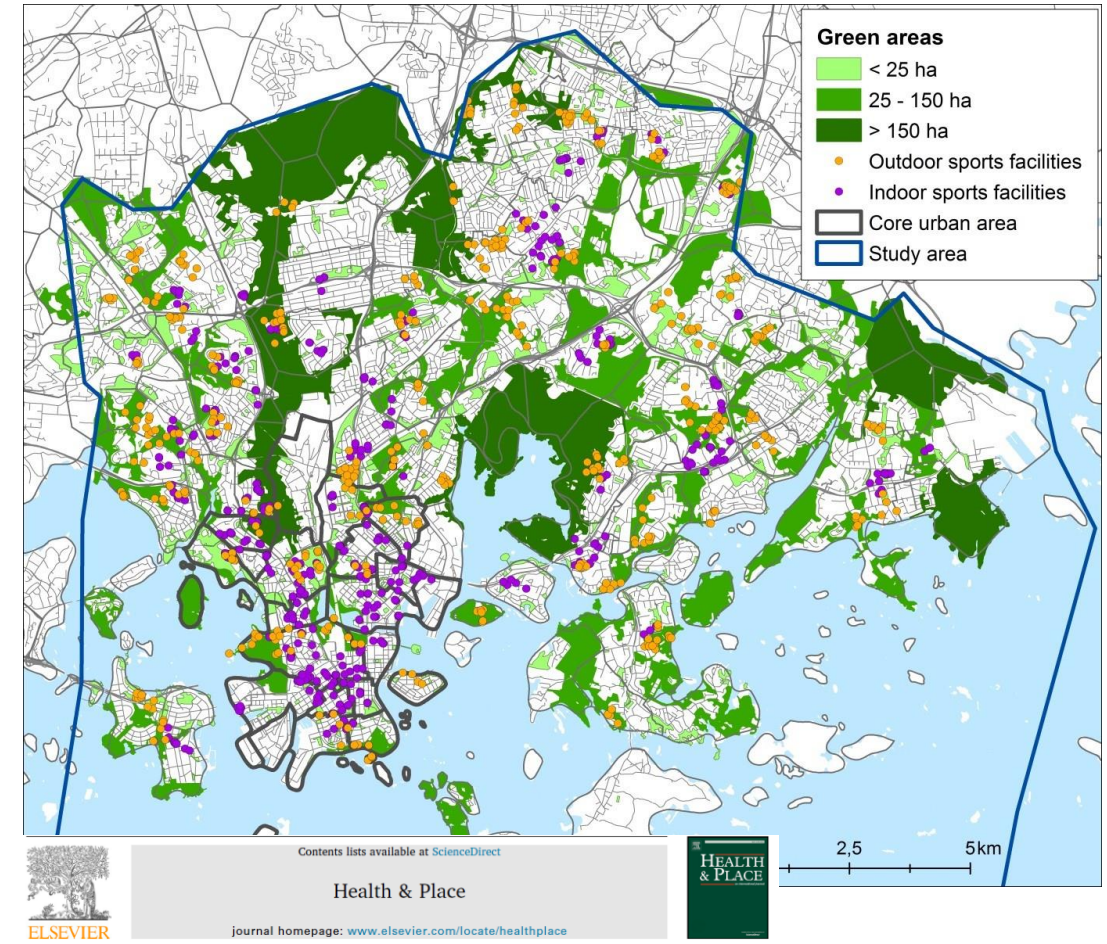 Green areas
< 25 ha
25 - 150 ha
> 150 ha
Outdoor sports facilities
Indoor sports facilities
Core urban area
Study area
2,5
5 km
Contents lists available at ScienceDirect
Health & Place
journal homepage: www.elsevier.com/locate/healthplace
ELSEVIER
HEALTH
& PLACE